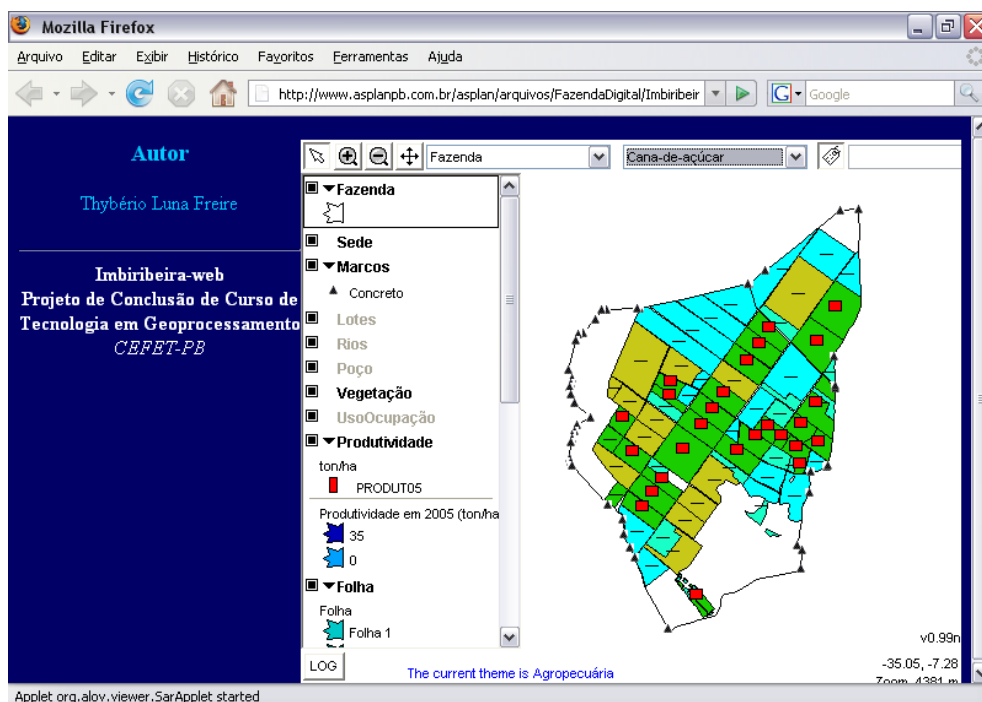 Mozilla Firefox
Arquivo Editar Exibir Histórico Favoritos Ferramentas Ajuda
http://www.asplanpb.com.br/asplan/arquivos/FazendaDigital/Imbiribeir
G Google
Autor
Thybério Luna Freire
Imbiribeira-web
Projeto de Conclusão de Curso de
Tecnologia em Geoprocessamento
CEFET-PB
Fazenda Cana-de-açúcar
Fazenda
Sede
Marcos
Concreto
Lotes
Rios
Poço
Vegetação
UsoOcupação
Produtividade
ton/ha
PRODUT05
Produtividade em 2005 (ton/ha
35
0
Folha
Folha
Folha 1
LOG
The current theme is Agropecuária
v0.99n
-35.05, -7.28
Zoom 4381 m
Applet org.alov.viewer.SarApplet started